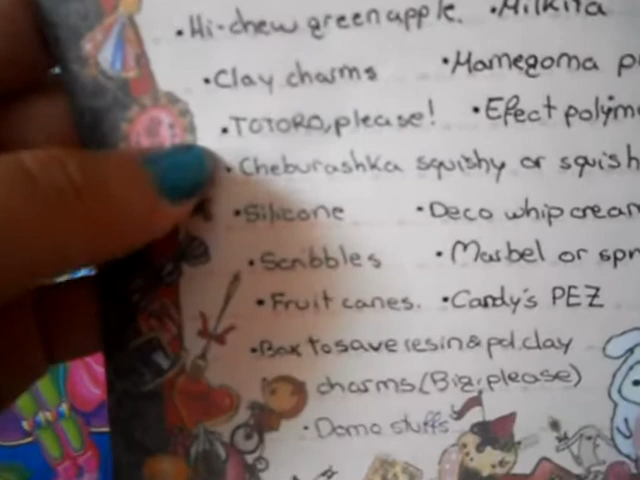 •Hi-chew green apple. •Milkita
•Clay charms •Mamegoma p
•TOTORO, please! •Efect polym
•Cheburashka squishy or squish
•Silicone •Deco whip cream
•Scribbles •Marbel or spr
•Fruit canes. •Candy's PEZ
•Box to save resin & pol. clay
charms (Big, please)
•Domo stuffs